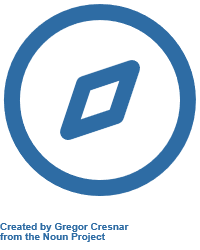 Created by Gregor Cresnar
from the Noun Project